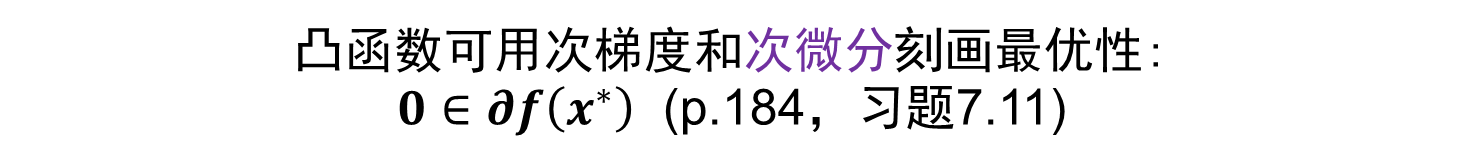 凸函数可用次梯度和次微分刻画最优性:
𝟎 ∈ 𝝏𝒇(𝒙*) (p.184，习题7.11)